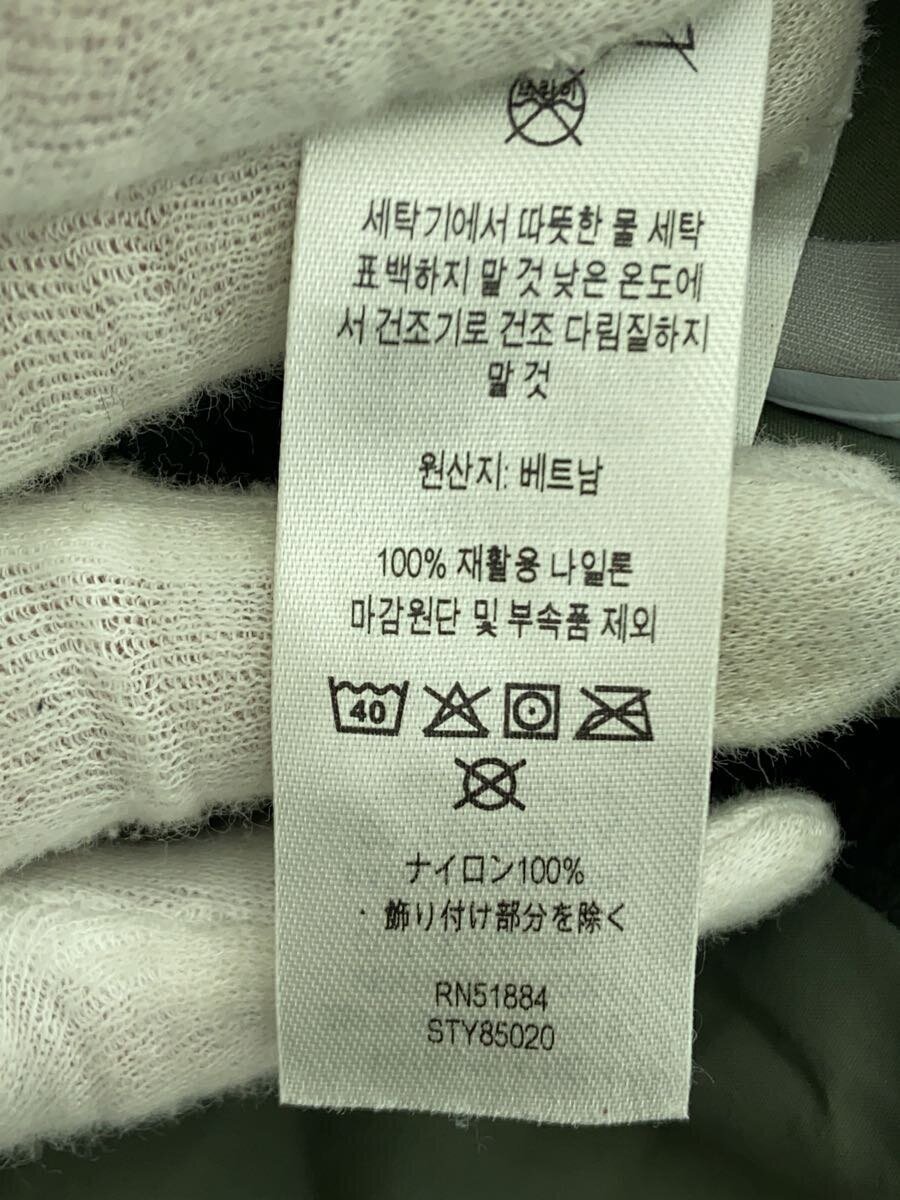 세탁기에서 따뜻한 물 세탁
표백하지 말 것 낮은 온도에
서 건조기로 건조 다림질하지
말 것
원산지: 베트남
100% 재활용 나일론
마감원단 및 부속품 제외
40
ナイロン100%
・飾り付け部分を除く
RN51884
STY85020